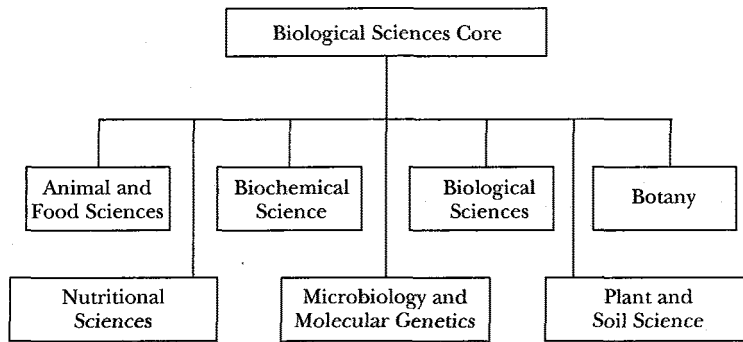 Biological Sciences Core
Animal and
Food Sciences
Biochemical
Science
Biological
Sciences
Botany
Nutritional
Sciences
Microbiology and
Molecular Genetics
Plant and
Soil Science